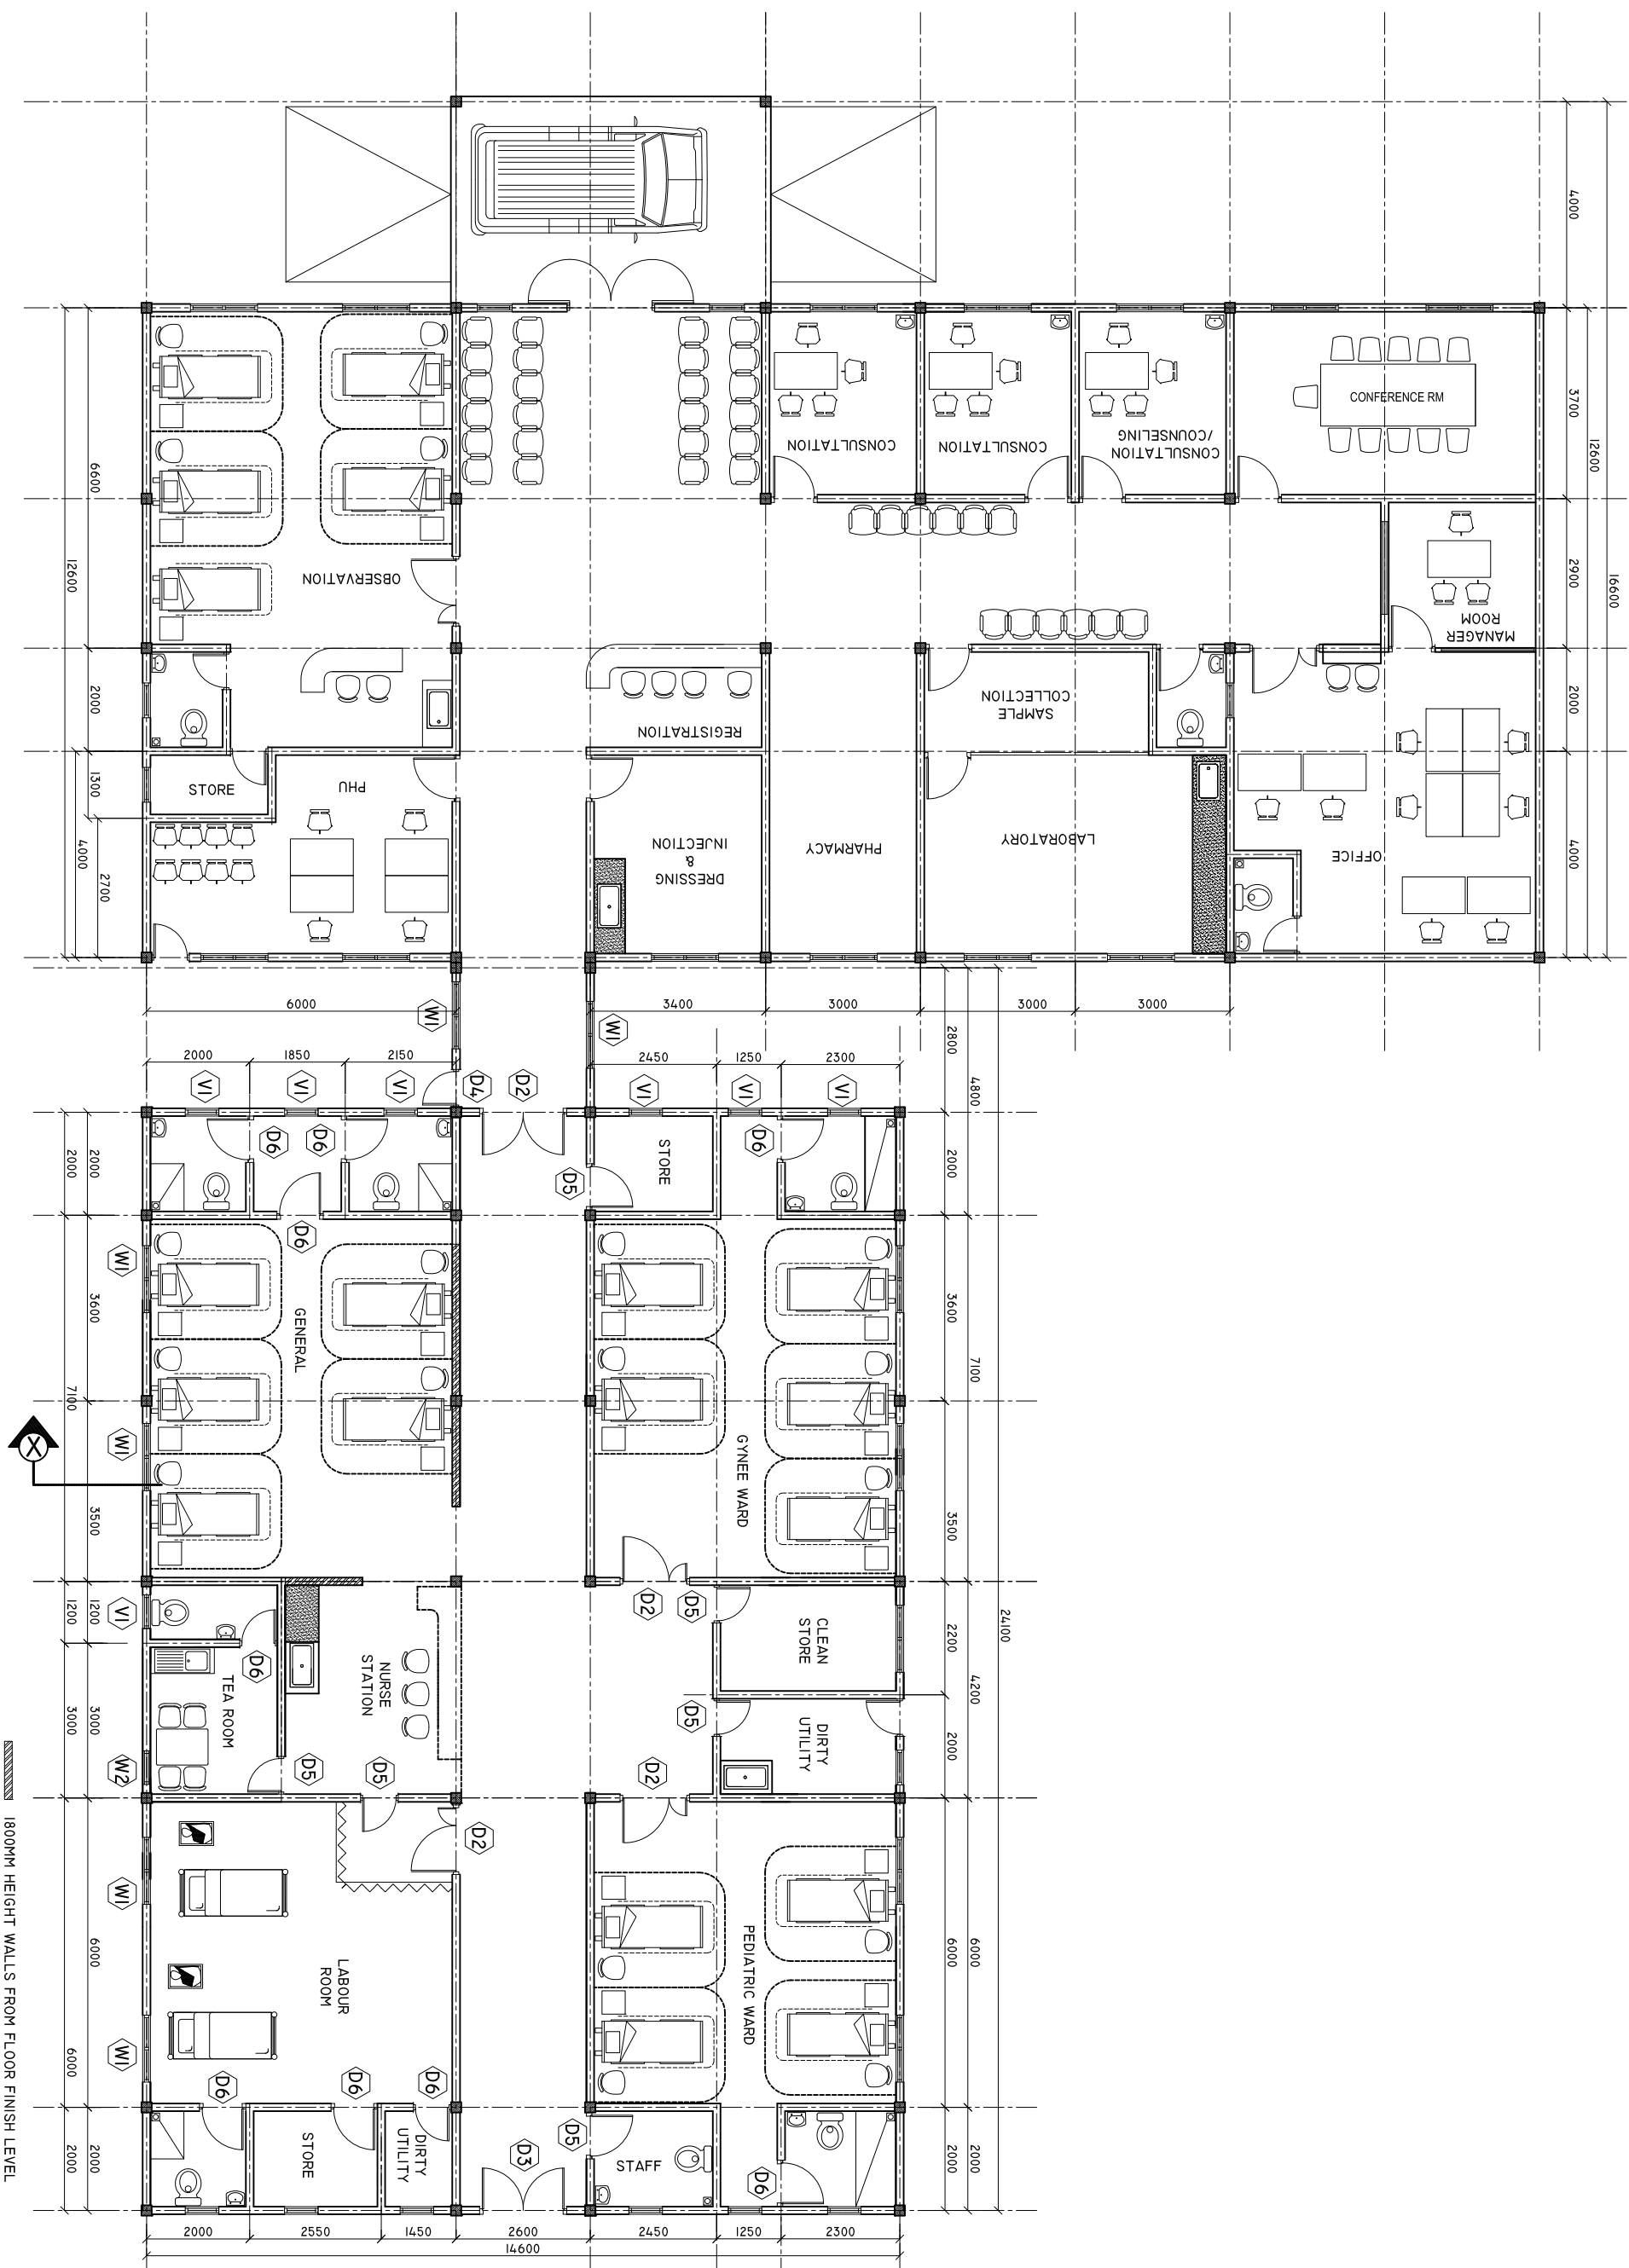 4000
16600
3700
12600
2900
2000
4000
CONFERENCE RM
CONSULTATION
CONSULTATION
CONSULTATION
/COUNSELING
MANAGER
ROOM
OBSERVATION
6600
12600
2000
1300
4000
2700
REGISTRATION
SAMPLE
COLLECTION
STORE
PHU
DRESSING
&
INJECTION
PHARMACY
LABORATORY
OFFICE
6000
3400
3000
3000
3000
W1
W1
2000
1850
2150
2450
1250
2300
2800
4800
V1
V1
V1
D4
D2
V1
V1
V1
D6
D6
D5
STORE
D6
2000
2000
2000
D6
W1
GENERAL
3600
3600
7100
7100
W1
GYNEE WARD
X
3500
3500
24100
D2
D5
V1
1200
1200
CLEAN
STORE
2200
D6
NURSE
STATION
TEA ROOM
4200
D5
DIRTY
UTILITY
3000
3000
2000
W2
D5
D5
D2
D2
W1
LABOUR
ROOM
PEDIATRIC WARD
6000
6000
6000
6000
W1
D6
D6
D6
D5
STORE
DIRTY
UTILITY
D3
STAFF
D6
2000
2000
2000
2000
2000
2550
1450
2600
2450
1250
2300
14600
1800MM HEIGHT WALLS FROM FLOOR FINISH LEVEL